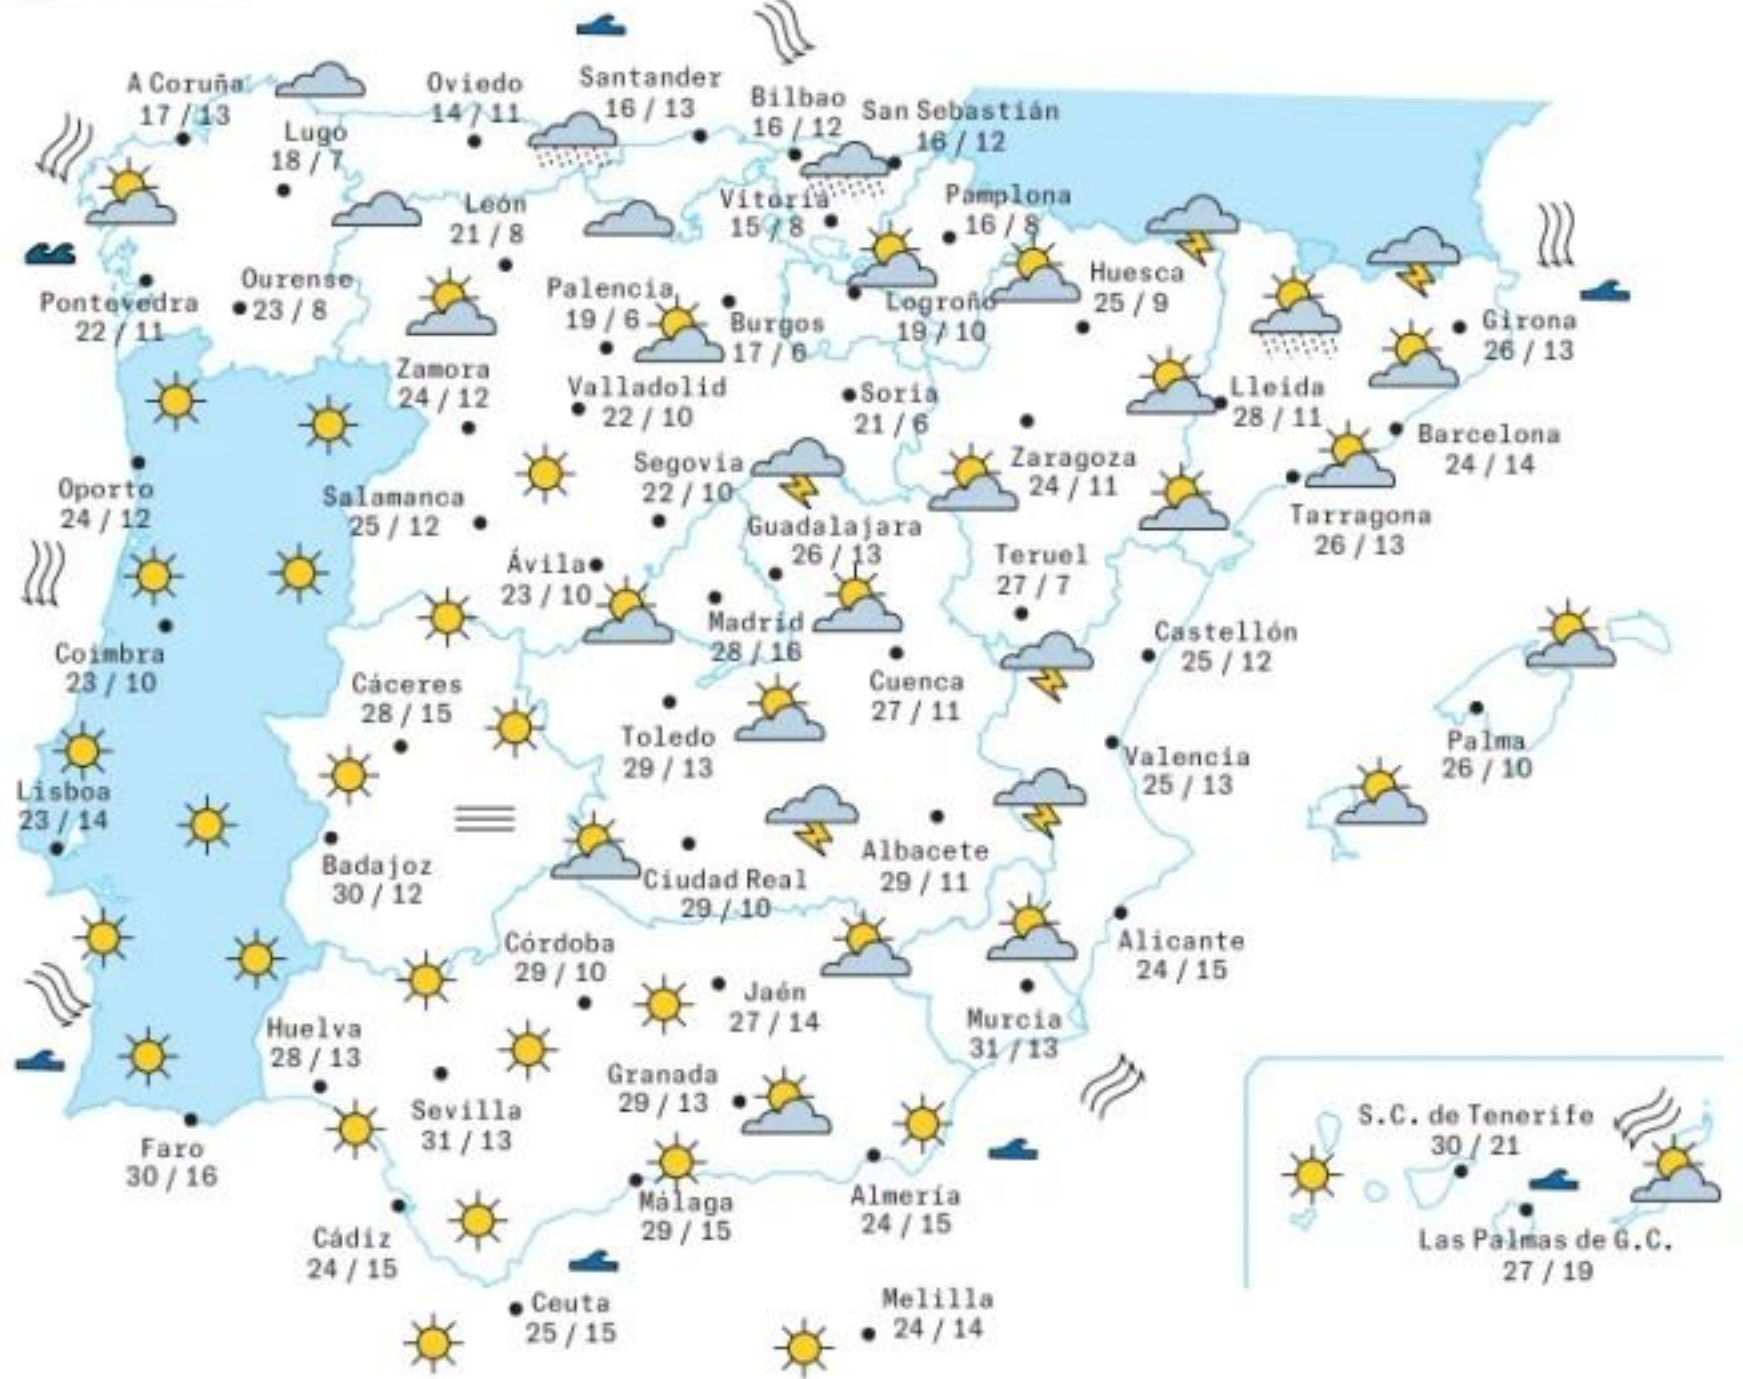 A Coruña
17 / 13
Lugo
18 / 7
Oviedo
14 / 11
Santander
16 / 13
Bilbao
16 / 12
San Sebastián
16 / 12
Vitoria
15 / 8
Pamplona
16 / 8
León
21 / 8
Ourense
23 / 8
Pontevedra
22 / 11
Palencia
19 / 6
Burgos
17 / 6
Logroño
19 / 10
Huesca
25 / 9
Girona
26 / 13
Zamora
24 / 12
Valladolid
22 / 10
Soria
21 / 6
Lleida
28 / 11
Barcelona
24 / 14
Zaragoza
24 / 11
Segovia
22 / 10
Oporto
24 / 12
Salamanca
25 / 12
Guadalajara
26 / 13
Tarragona
26 / 13
Ávila
23 / 10
Teruel
27 / 7
Madrid
28 / 16
Castellón
25 / 12
Coimbra
23 / 10
Cáceres
28 / 15
Cuenca
27 / 11
Toledo
29 / 13
Valencia
25 / 13
Palma
26 / 10
Lisboa
23 / 14
Badajoz
30 / 12
Ciudad Real
29 / 10
Albacete
29 / 11
Córdoba
29 / 10
Alicante
24 / 15
Jaén
27 / 14
Murcia
31 / 13
Huelva
28 / 13
Sevilla
31 / 13
Granada
29 / 13
Faro
30 / 16
Málaga
29 / 15
Almería
24 / 15
Cádiz
24 / 15
Ceuta
25 / 15
Melilla
24 / 14
S.C. de Tenerife
30 / 21
Las Palmas de G.C.
27 / 19